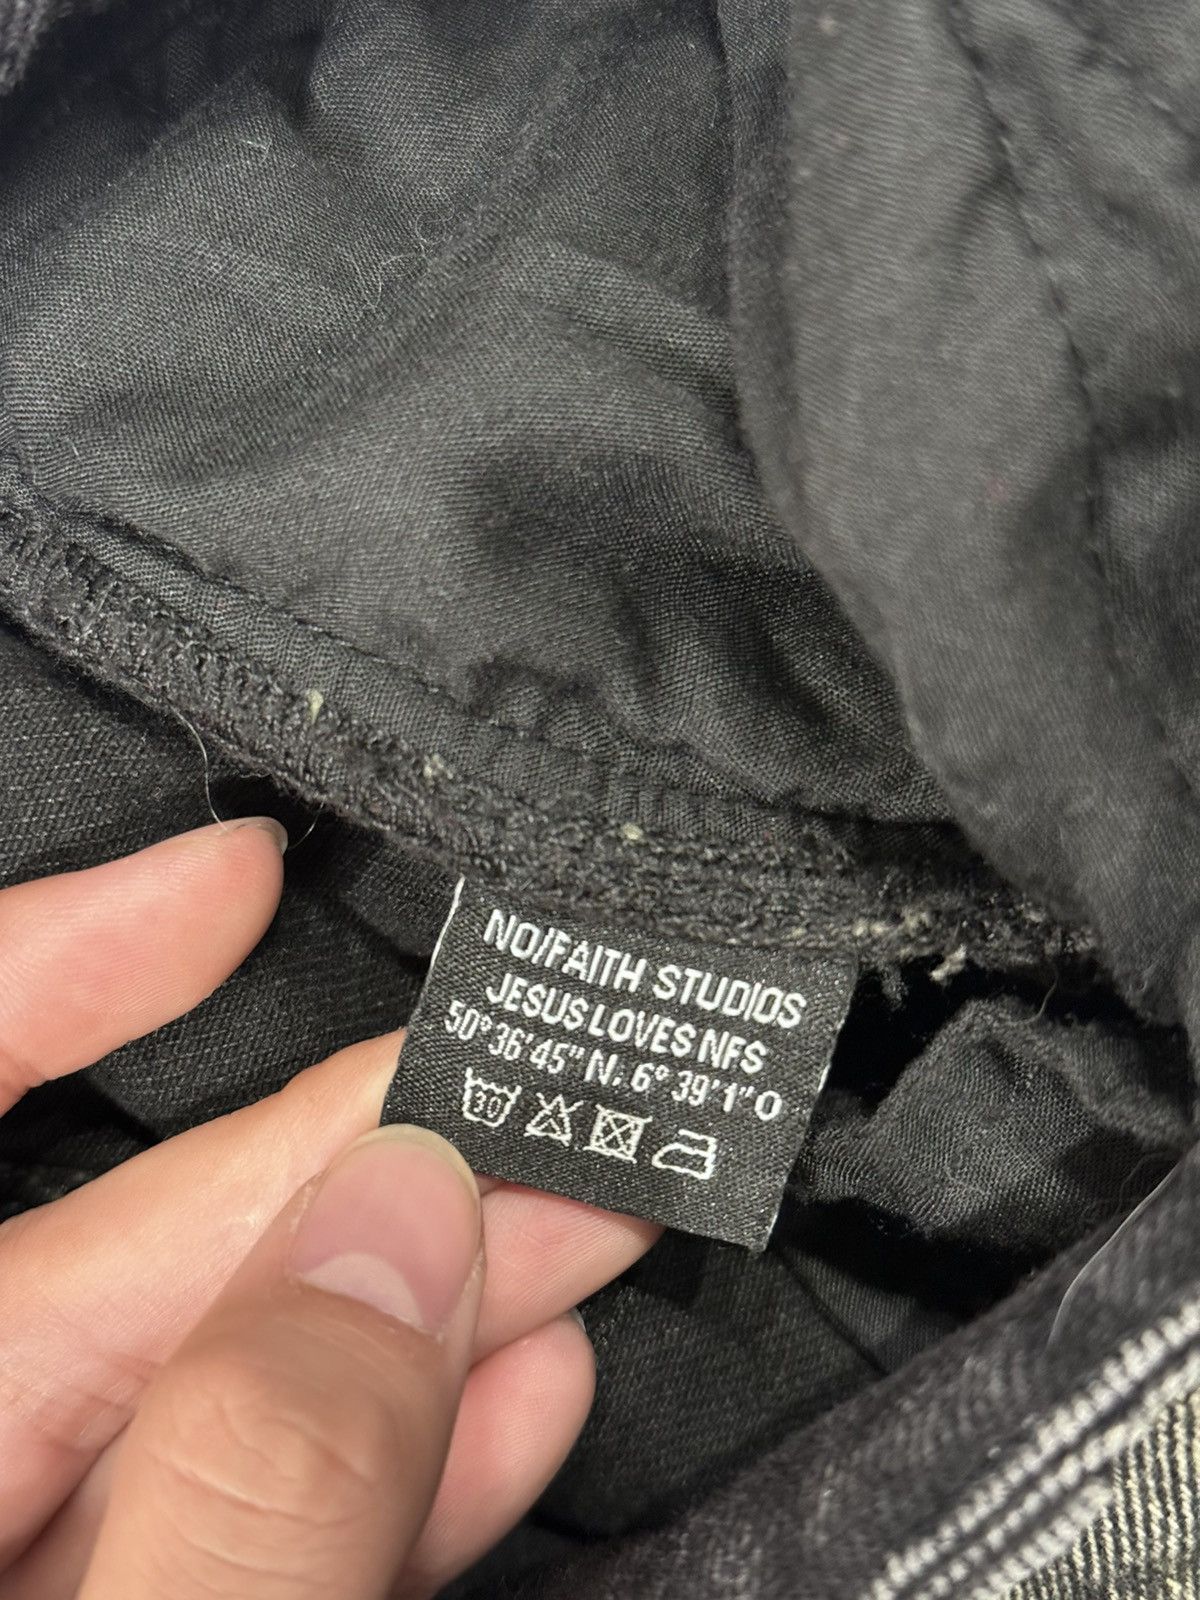 NO/FAITH STUDIOS
JESUS LOVES NFS
50°36'45"N. 6°39'1"O
30